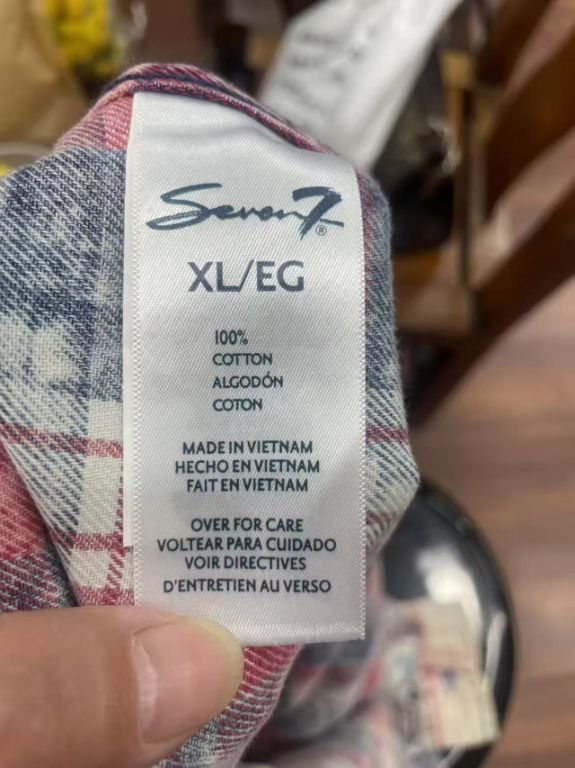 Seven7®
XL/EG
100%
COTTON
ALGODÓN
COTON
MADE IN VIETNAM
HECHO EN VIETNAM
FAIT EN VIETNAM
OVER FOR CARE
VOLTEAR PARA CUIDADO
VOIR DIRECTIVES
D'ENTRETIEN AU VERSO